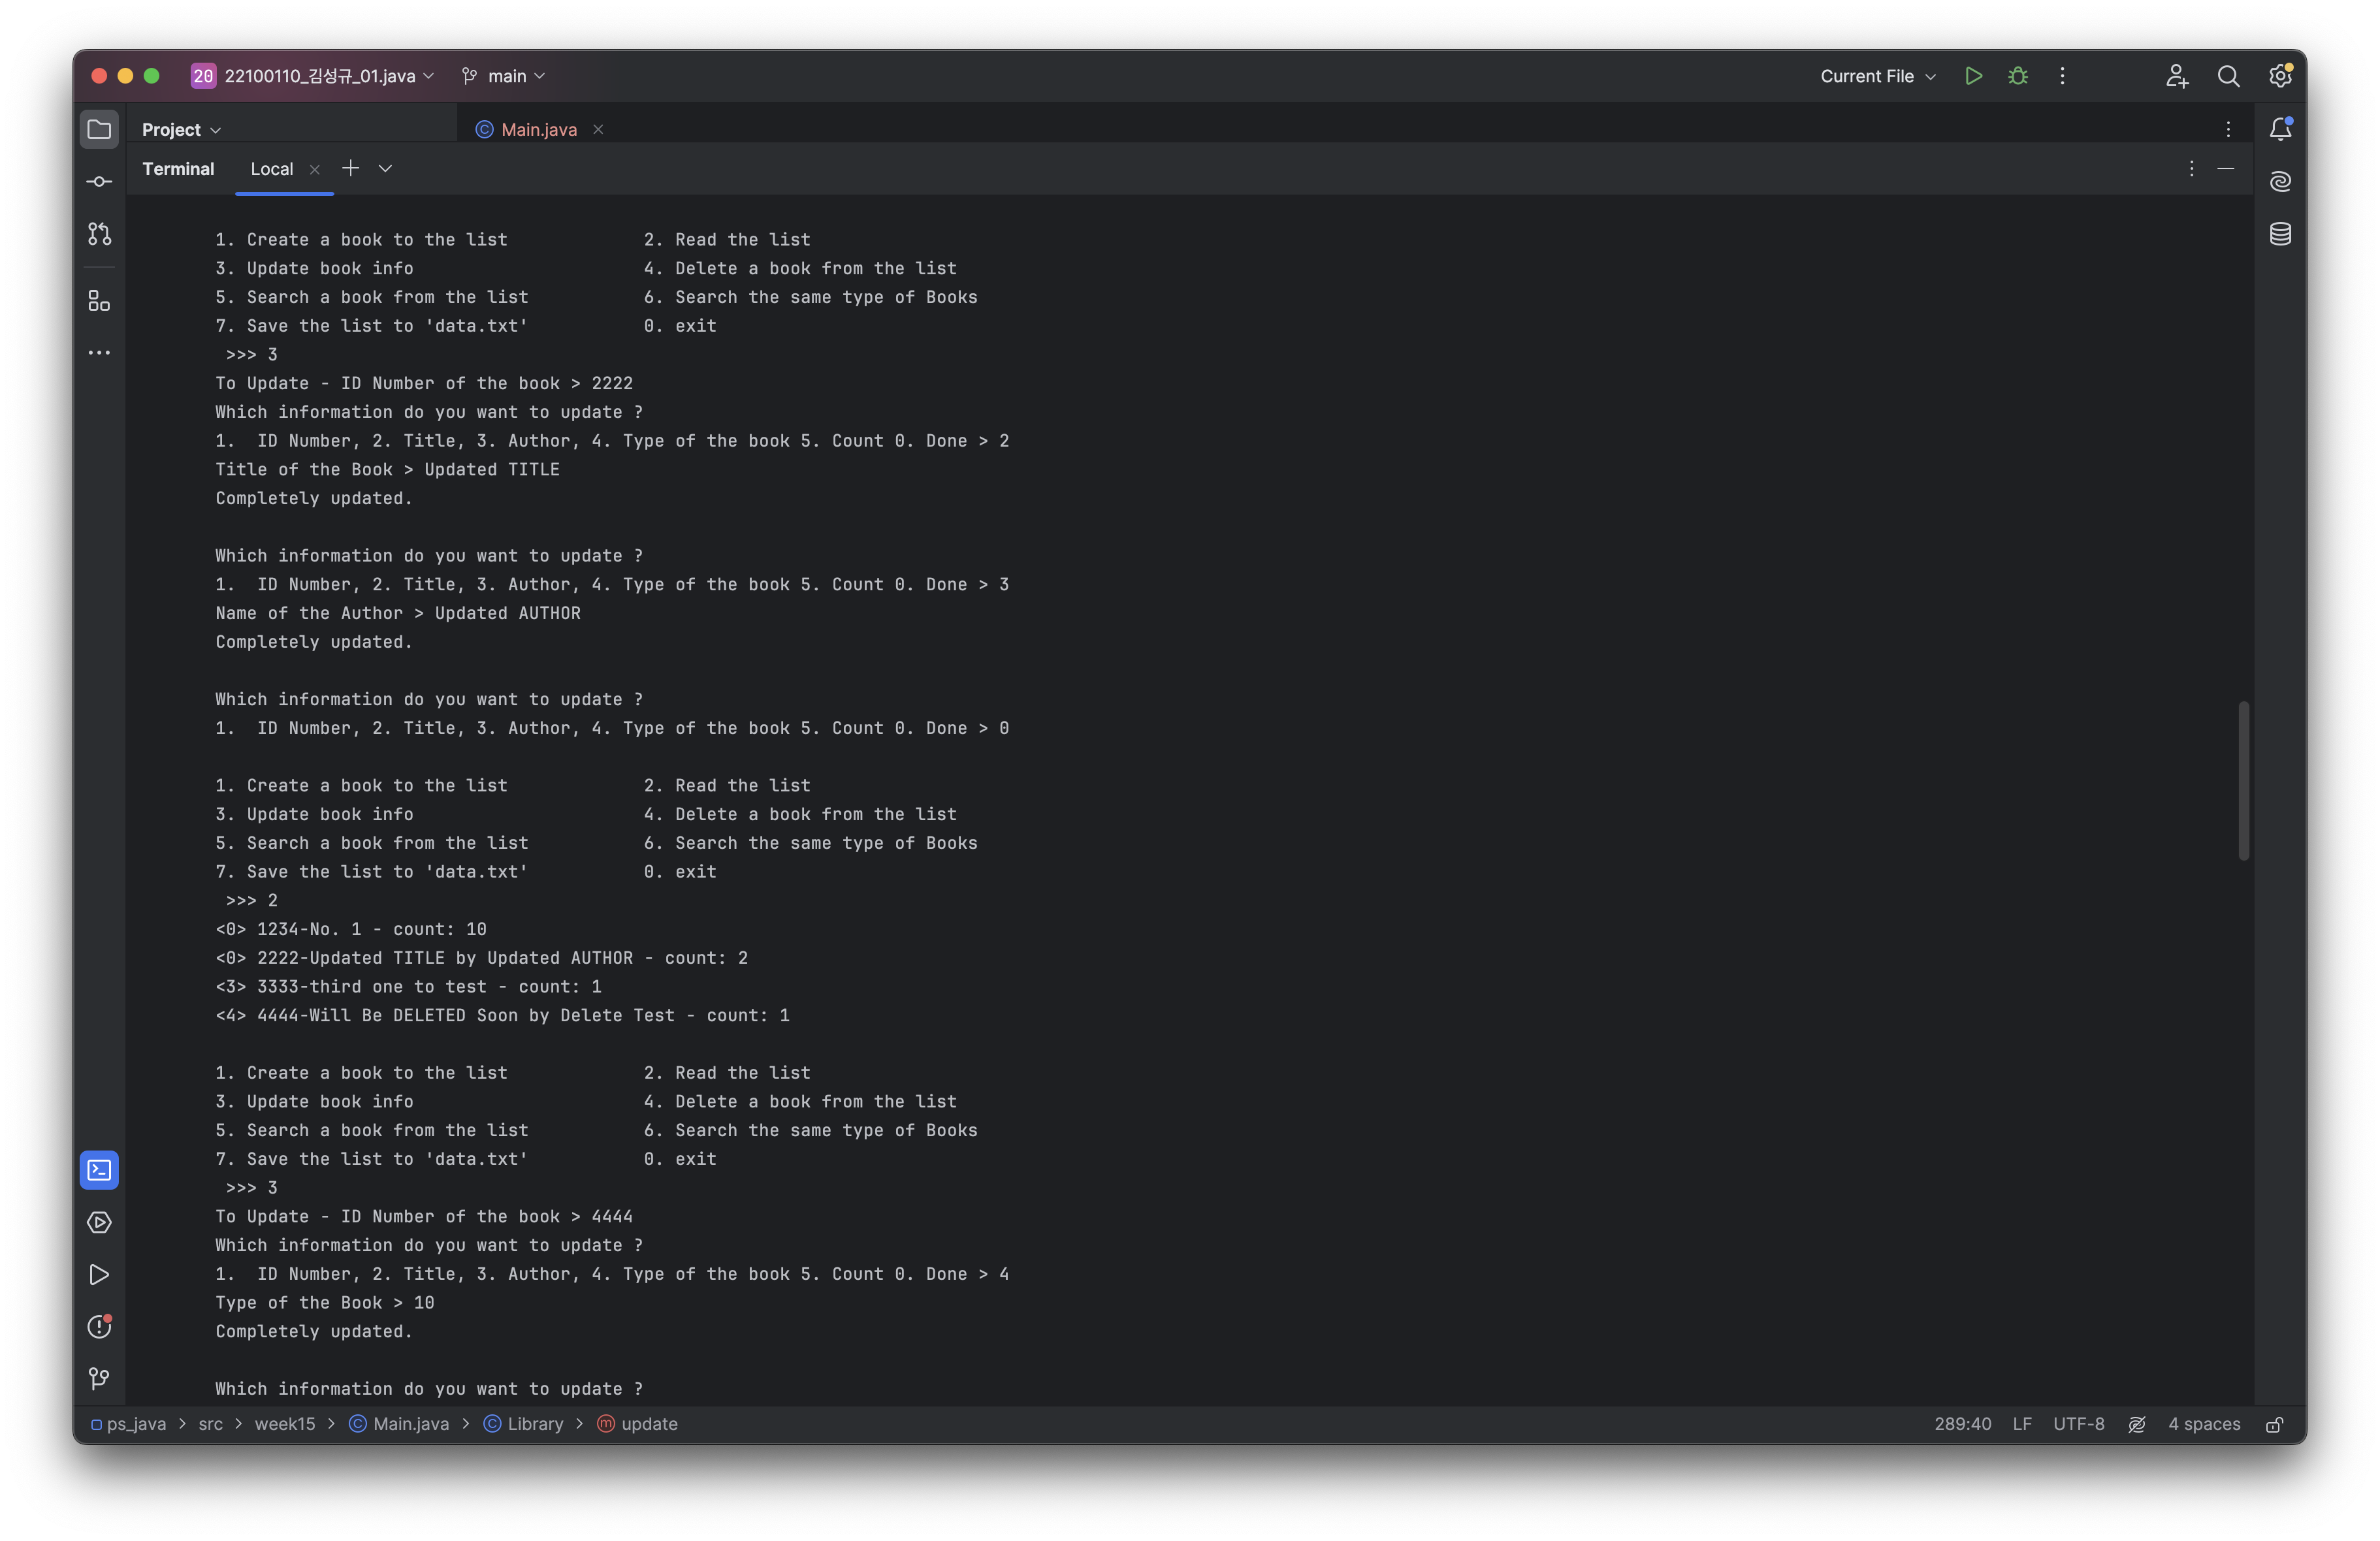 20 22100110_김성규_01.java main Current File
Project Main.java
Terminal Local
1. Create a book to the list 2. Read the list
3. Update book info 4. Delete a book from the list
5. Search a book from the list 6. Search the same type of Books
7. Save the list to 'data.txt' 0. exit
>>> 3
To Update - ID Number of the book > 2222
Which information do you want to update ?
1.  ID Number, 2. Title, 3. Author, 4. Type of the book 5. Count 0. Done > 2
Title of the Book > Updated TITLE
Completely updated.
Which information do you want to update ?
1.  ID Number, 2. Title, 3. Author, 4. Type of the book 5. Count 0. Done > 3
Name of the Author > Updated AUTHOR
Completely updated.
Which information do you want to update ?
1.  ID Number, 2. Title, 3. Author, 4. Type of the book 5. Count 0. Done > 0
1. Create a book to the list 2. Read the list
3. Update book info 4. Delete a book from the list
5. Search a book from the list 6. Search the same type of Books
7. Save the list to 'data.txt' 0. exit
>>> 2
<0> 1234-No. 1 - count: 10
<0> 2222-Updated TITLE by Updated AUTHOR - count: 2
<3> 3333-third one to test - count: 1
<4> 4444-Will Be DELETED Soon by Delete Test - count: 1
1. Create a book to the list 2. Read the list
3. Update book info 4. Delete a book from the list
5. Search a book from the list 6. Search the same type of Books
7. Save the list to 'data.txt' 0. exit
>>> 3
To Update - ID Number of the book > 4444
Which information do you want to update ?
1.  ID Number, 2. Title, 3. Author, 4. Type of the book 5. Count 0. Done > 4
Type of the Book > 10
Completely updated.
Which information do you want to update ?
ps_java > src > week15 > Main.java > Library > update 289:40 LF UTF-8 4 spaces